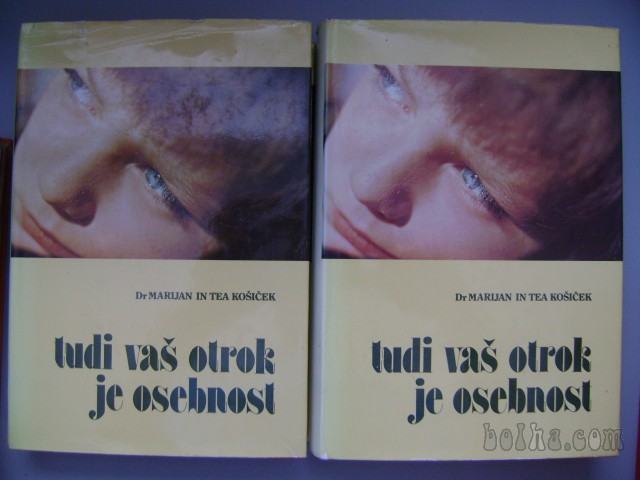 Dr MARIJAN IN TEA KOŠIČEK
tudi vaš otrok
je osebnost
Dr MARIJAN IN TEA KOŠIČEK
tudi vaš otrok
je osebnost
bolha.com